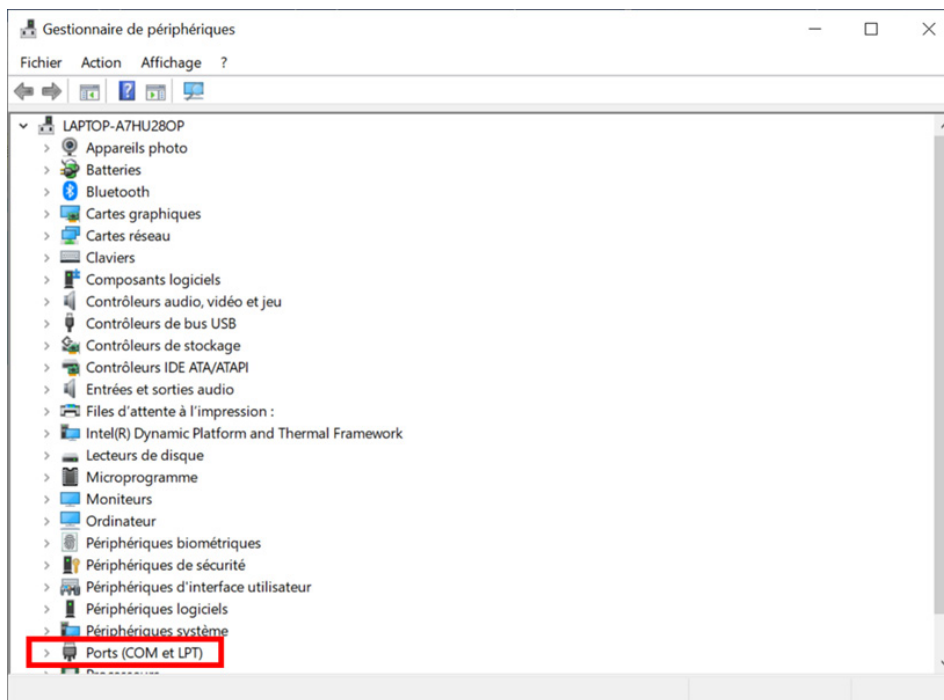 Gestionnaire de périphériques
Fichier Action Affichage ?
LAPTOP-A7HU28OP
Appareils photo
Batteries
Bluetooth
Cartes graphiques
Cartes réseau
Claviers
Composants logiciels
Contrôleurs audio, vidéo et jeu
Contrôleurs de bus USB
Contrôleurs de stockage
Contrôleurs IDE ATA/ATAPI
Entrées et sorties audio
Files d'attente à l'impression :
Intel(R) Dynamic Platform and Thermal Framework
Lecteurs de disque
Microprogramme
Moniteurs
Ordinateur
Périphériques biométriques
Périphériques de sécurité
Périphériques d'interface utilisateur
Périphériques logiciels
Périphériques système
Ports (COM et LPT)